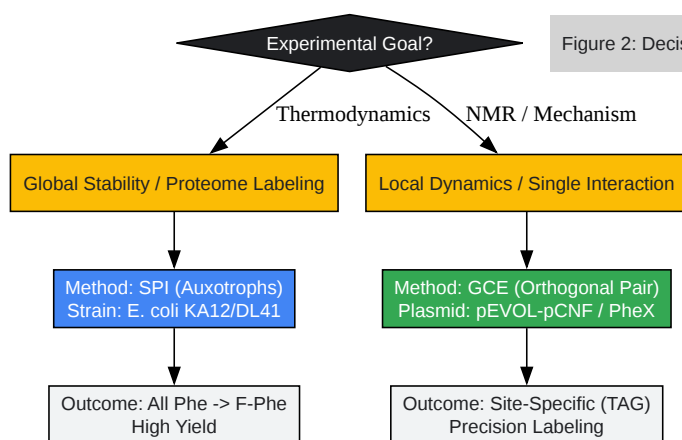 Experimental Goal?
Figure 2: Decis
Thermodynamics
NMR / Mechanism
Global Stability / Proteome Labeling
Local Dynamics / Single Interaction
Method: SPI (Auxotrophs)
Strain: E. coli KA12/DL41
Method: GCE (Orthogonal Pair)
Plasmid: pEVOL-pCNF / PheX
Outcome: All Phe -> F-Phe
High Yield
Outcome: Site-Specific (TAG)
Precision Labeling